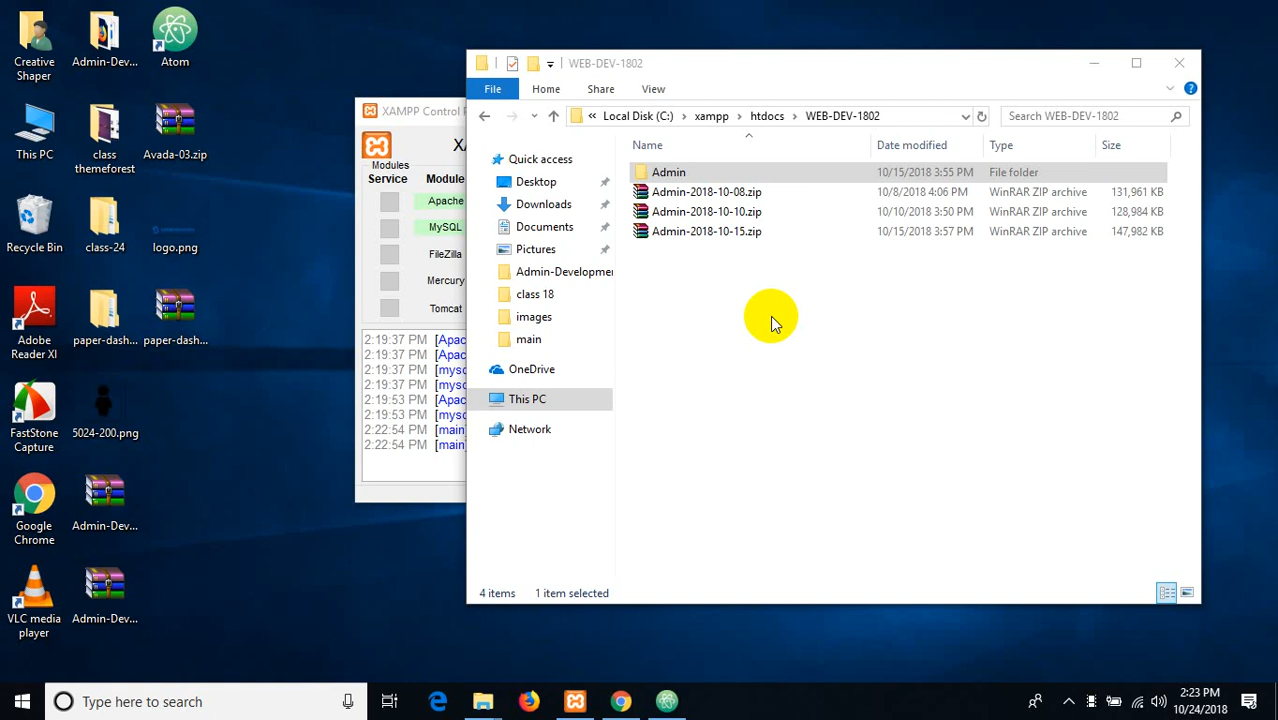 Creative
Shaper
Admin-Dev...
Atom
This PC
class
themeforest
Avada-03.zip
Recycle Bin
class-24
logo.png
Adobe
Reader XI
paper-dash...
paper-dash...
FastStone
Capture
5024-200.png
Google
Chrome
Admin-Dev...
VLC media
player
Admin-Dev...
XAMPP Control P
XA
Modules
Service
Module
Apache
MySQL
FileZilla
Mercury
Tomcat
2:19:37 PM [Apac
2:19:37 PM [Apac
2:19:37 PM [mysq
2:19:37 PM [mysq
2:19:53 PM [Apac
2:19:53 PM [mysq
2:22:54 PM [main]
2:22:54 PM [main]
WEB-DEV-1802
File Home Share View
« Local Disk (C:) > xampp > htdocs > WEB-DEV-1802
Search WEB-DEV-1802
Name Date modified Type Size
Quick access
Desktop
Downloads
Documents
Pictures
Admin-Developme
class 18
images
main
OneDrive
This PC
Network
Admin 10/15/2018 3:55 PM File folder
Admin-2018-10-08.zip 10/8/2018 4:06 PM WinRAR ZIP archive 131,961 KB
Admin-2018-10-10.zip 10/10/2018 3:50 PM WinRAR ZIP archive 128,984 KB
Admin-2018-10-15.zip 10/15/2018 3:57 PM WinRAR ZIP archive 147,982 KB
4 items 1 item selected
Type here to search
2:23 PM
10/24/2018